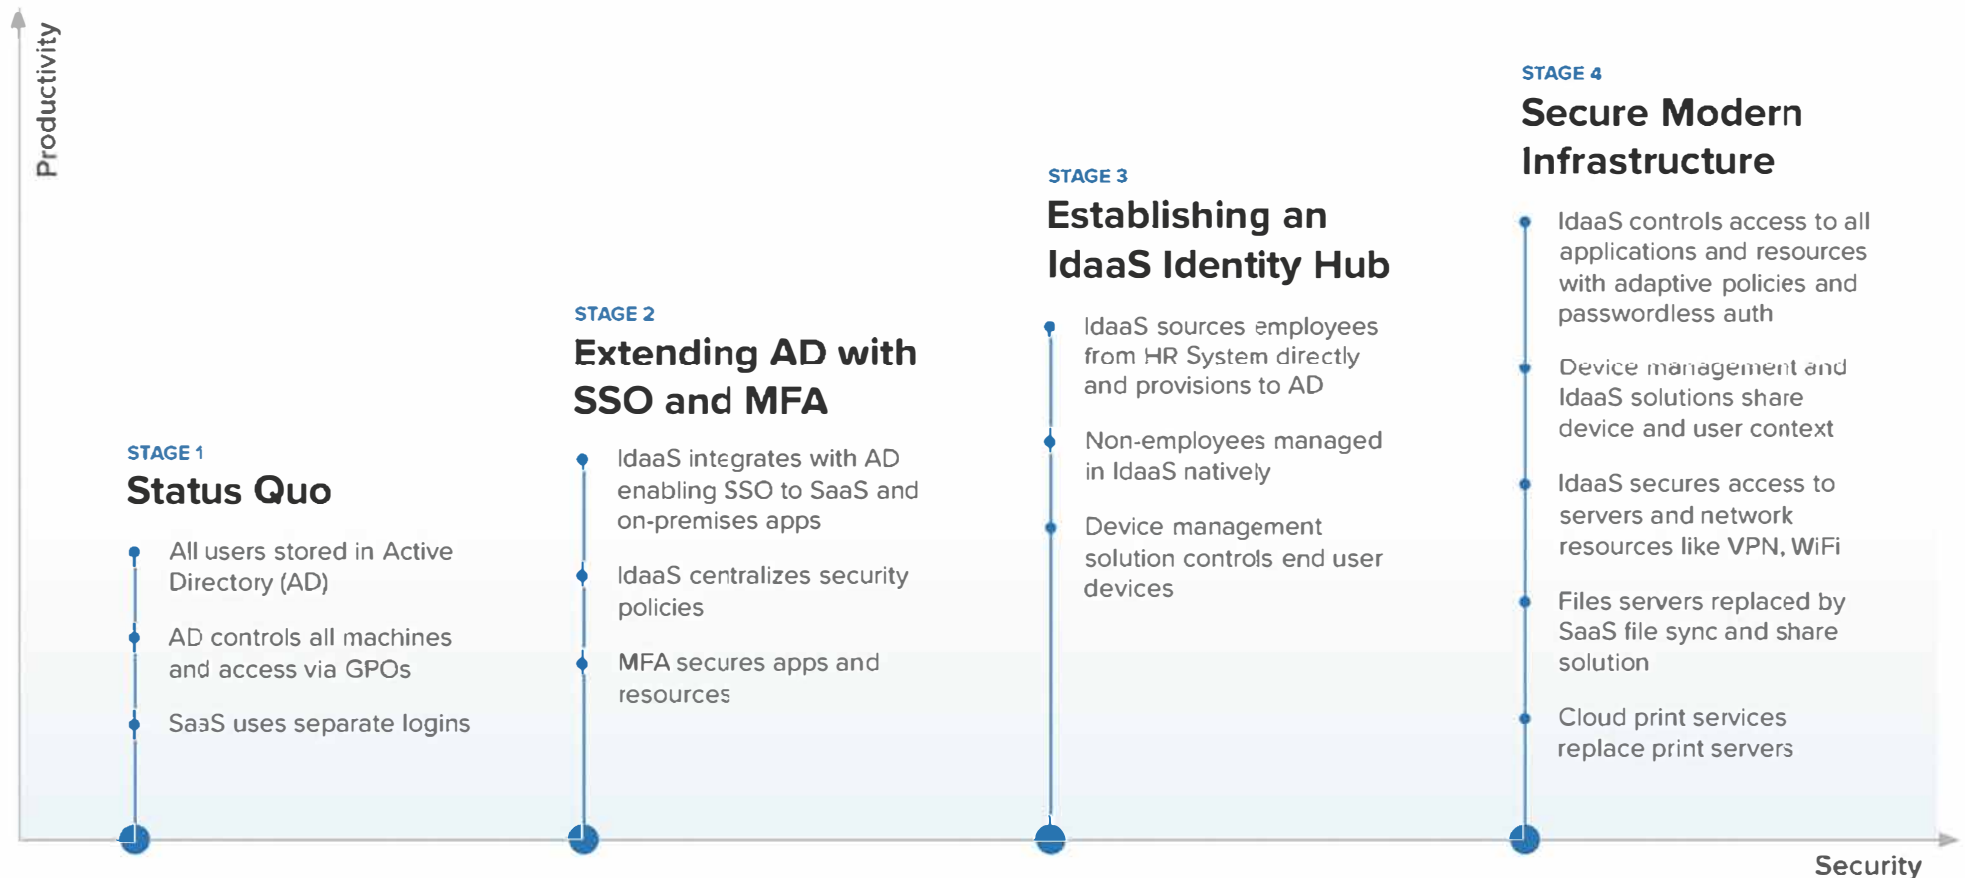 Productivity
STAGE 1
Status Quo
All users stored in Active
Directory (AD)
AD controls all machines
and access via GPOs
SaaS uses separate logins
STAGE 2
Extending AD with
SSO and MFA
IdaaS integrates with AD
enabling SSO to SaaS and
on-premises apps
IdaaS centralizes security
policies
MFA secures apps and
resources
STAGE 3
Establishing an
IdaaS Identity Hub
IdaaS sources employees
from HR System directly
and provisions to AD
Non-employees managed
in IdaaS natively
Device management
solution controls end user
devices
STAGE 4
Secure Modern
Infrastructure
IdaaS controls access to all
applications and resources
with adaptive policies and
passwordless auth
Device management and
IdaaS solutions share
device and user context
IdaaS secures access to
servers and network
resources like VPN, WiFi
Files servers replaced by
SaaS file sync and share
solution
Cloud print services
replace print servers
Security